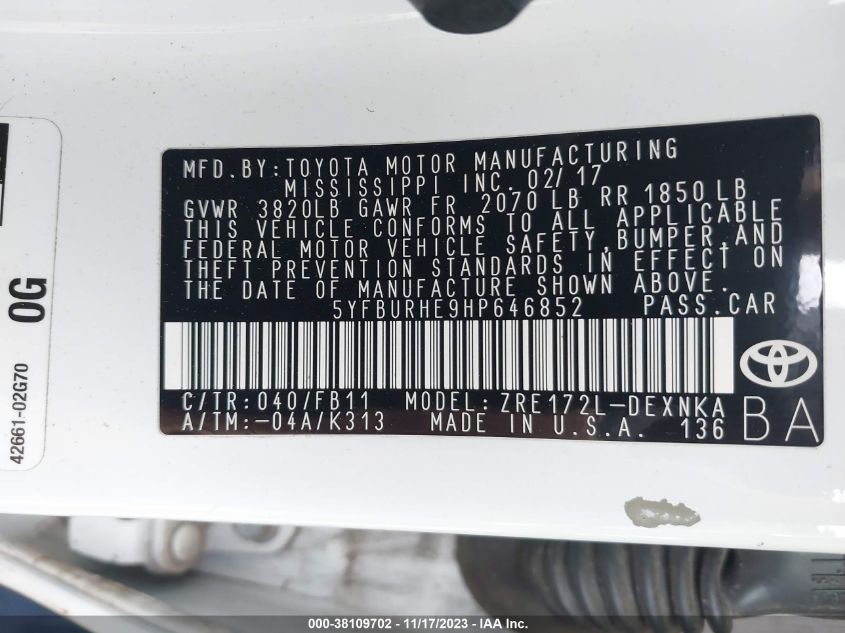 MFD. BY: TOYOTA MOTOR MANUFACTURING
MISSISSIPPI INC. 02/17
GVWR 3820LB GAWR FR 2070 LB RR 1850 LB
THIS VEHICLE CONFORMS TO ALL APPLICABLE
FEDERAL MOTOR VEHICLE SAFETY, BUMPER, AND
THEFT PREVENTION STANDARDS IN EFFECT ON
THE DATE OF MANUFACTURE SHOWN ABOVE.
5YFBURHE9HP646852 PASS. CAR
C/TR: 040/FB11 MODEL: ZRE172L-DEXNKA
A/TM: -04A/K313 MADE IN U.S.A. 136
BA
0G
42661-02G70
000-38109702 - 11/17/2023 - IAA Inc.